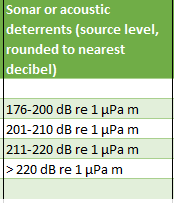 Sonar or acoustic
deterrents (source level,
rounded to nearest
decibel)
176-200 dB re 1 µPa m
201-210 dB re 1 µPa m
211-220 dB re 1 µPa m
> 220 dB re 1 µPa m